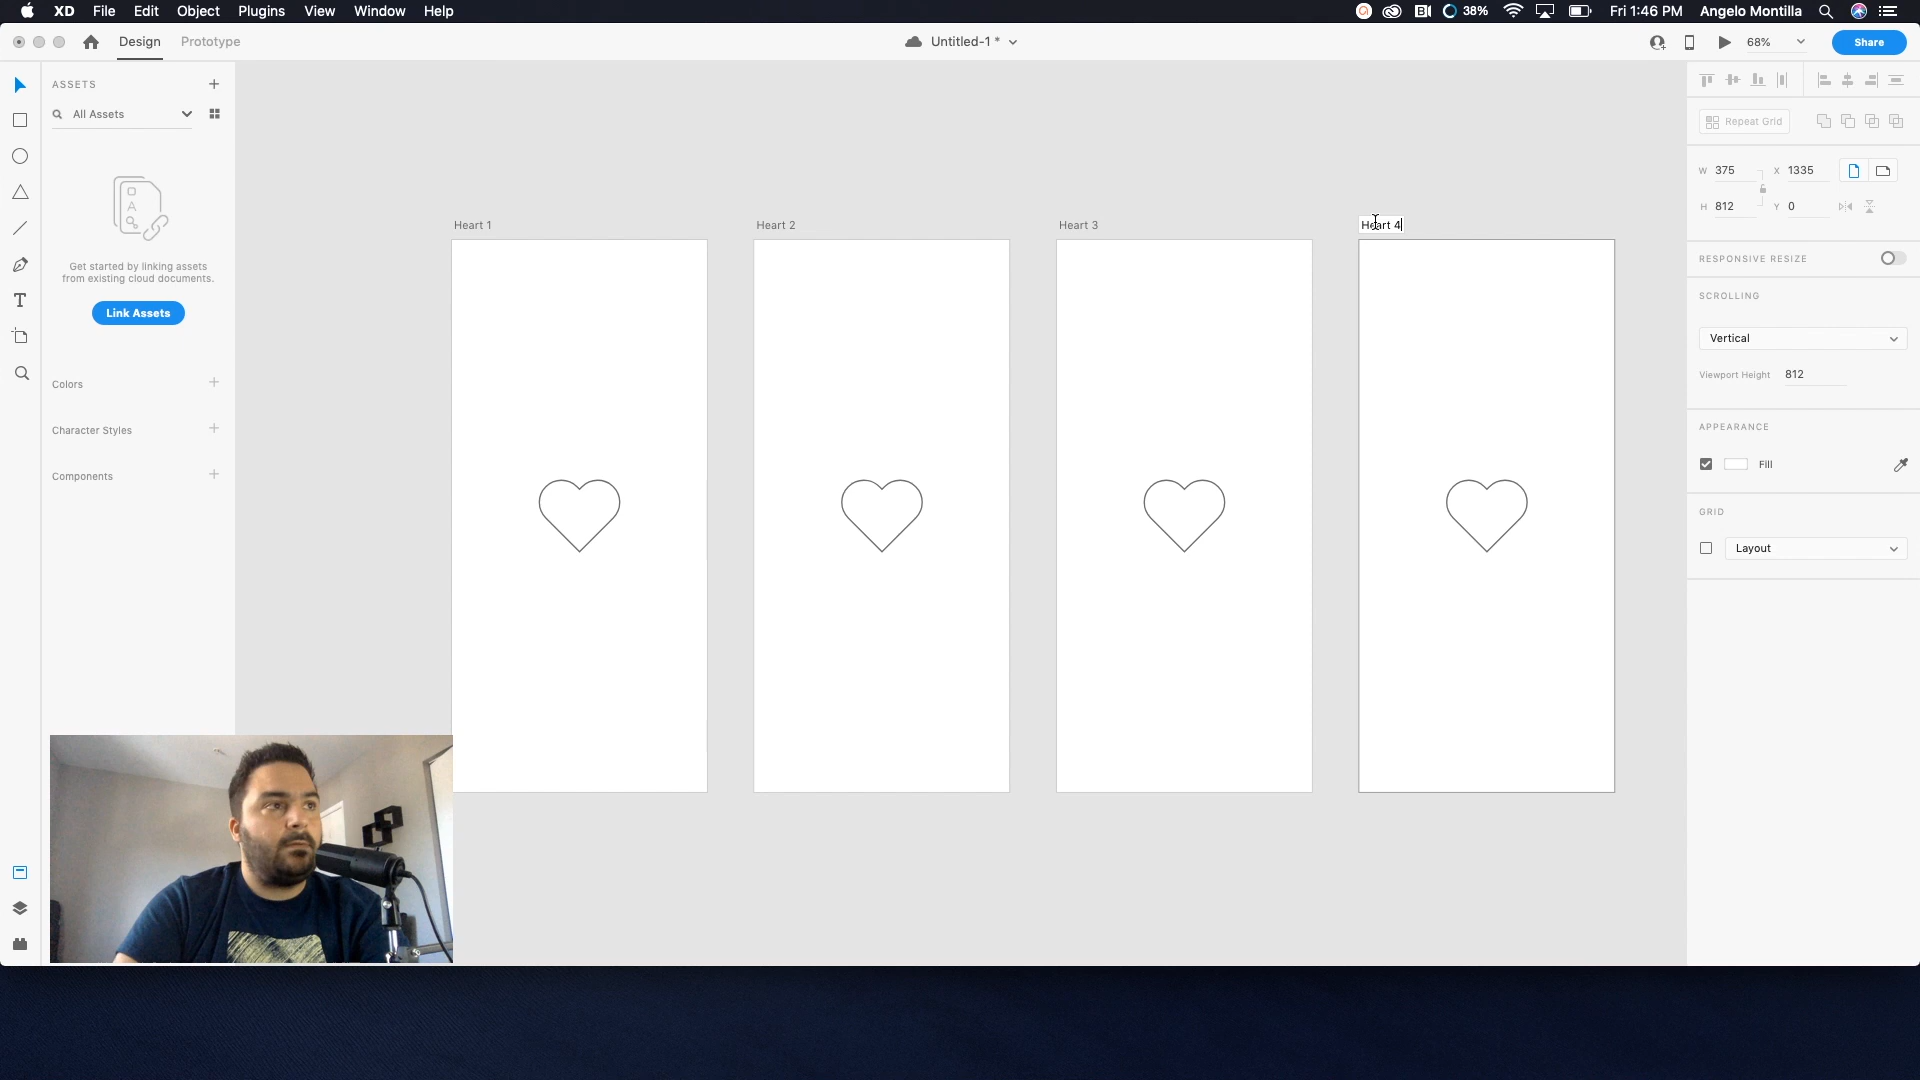 XD File Edit Object Plugins View Window Help
38% Fri 1:46 PM Angelo Montilla
Design Prototype
Untitled-1 *
68%
Share
ASSETS
All Assets
Get started by linking assets
from existing cloud documents.
Link Assets
Colors
Character Styles
Components
Heart 1
Heart 2
Heart 3
Heart 4
Repeat Grid
W 375 X 1335
H 812 Y 0
RESPONSIVE RESIZE
SCROLLING
Vertical
Viewport Height 812
APPEARANCE
Fill
GRID
Layout